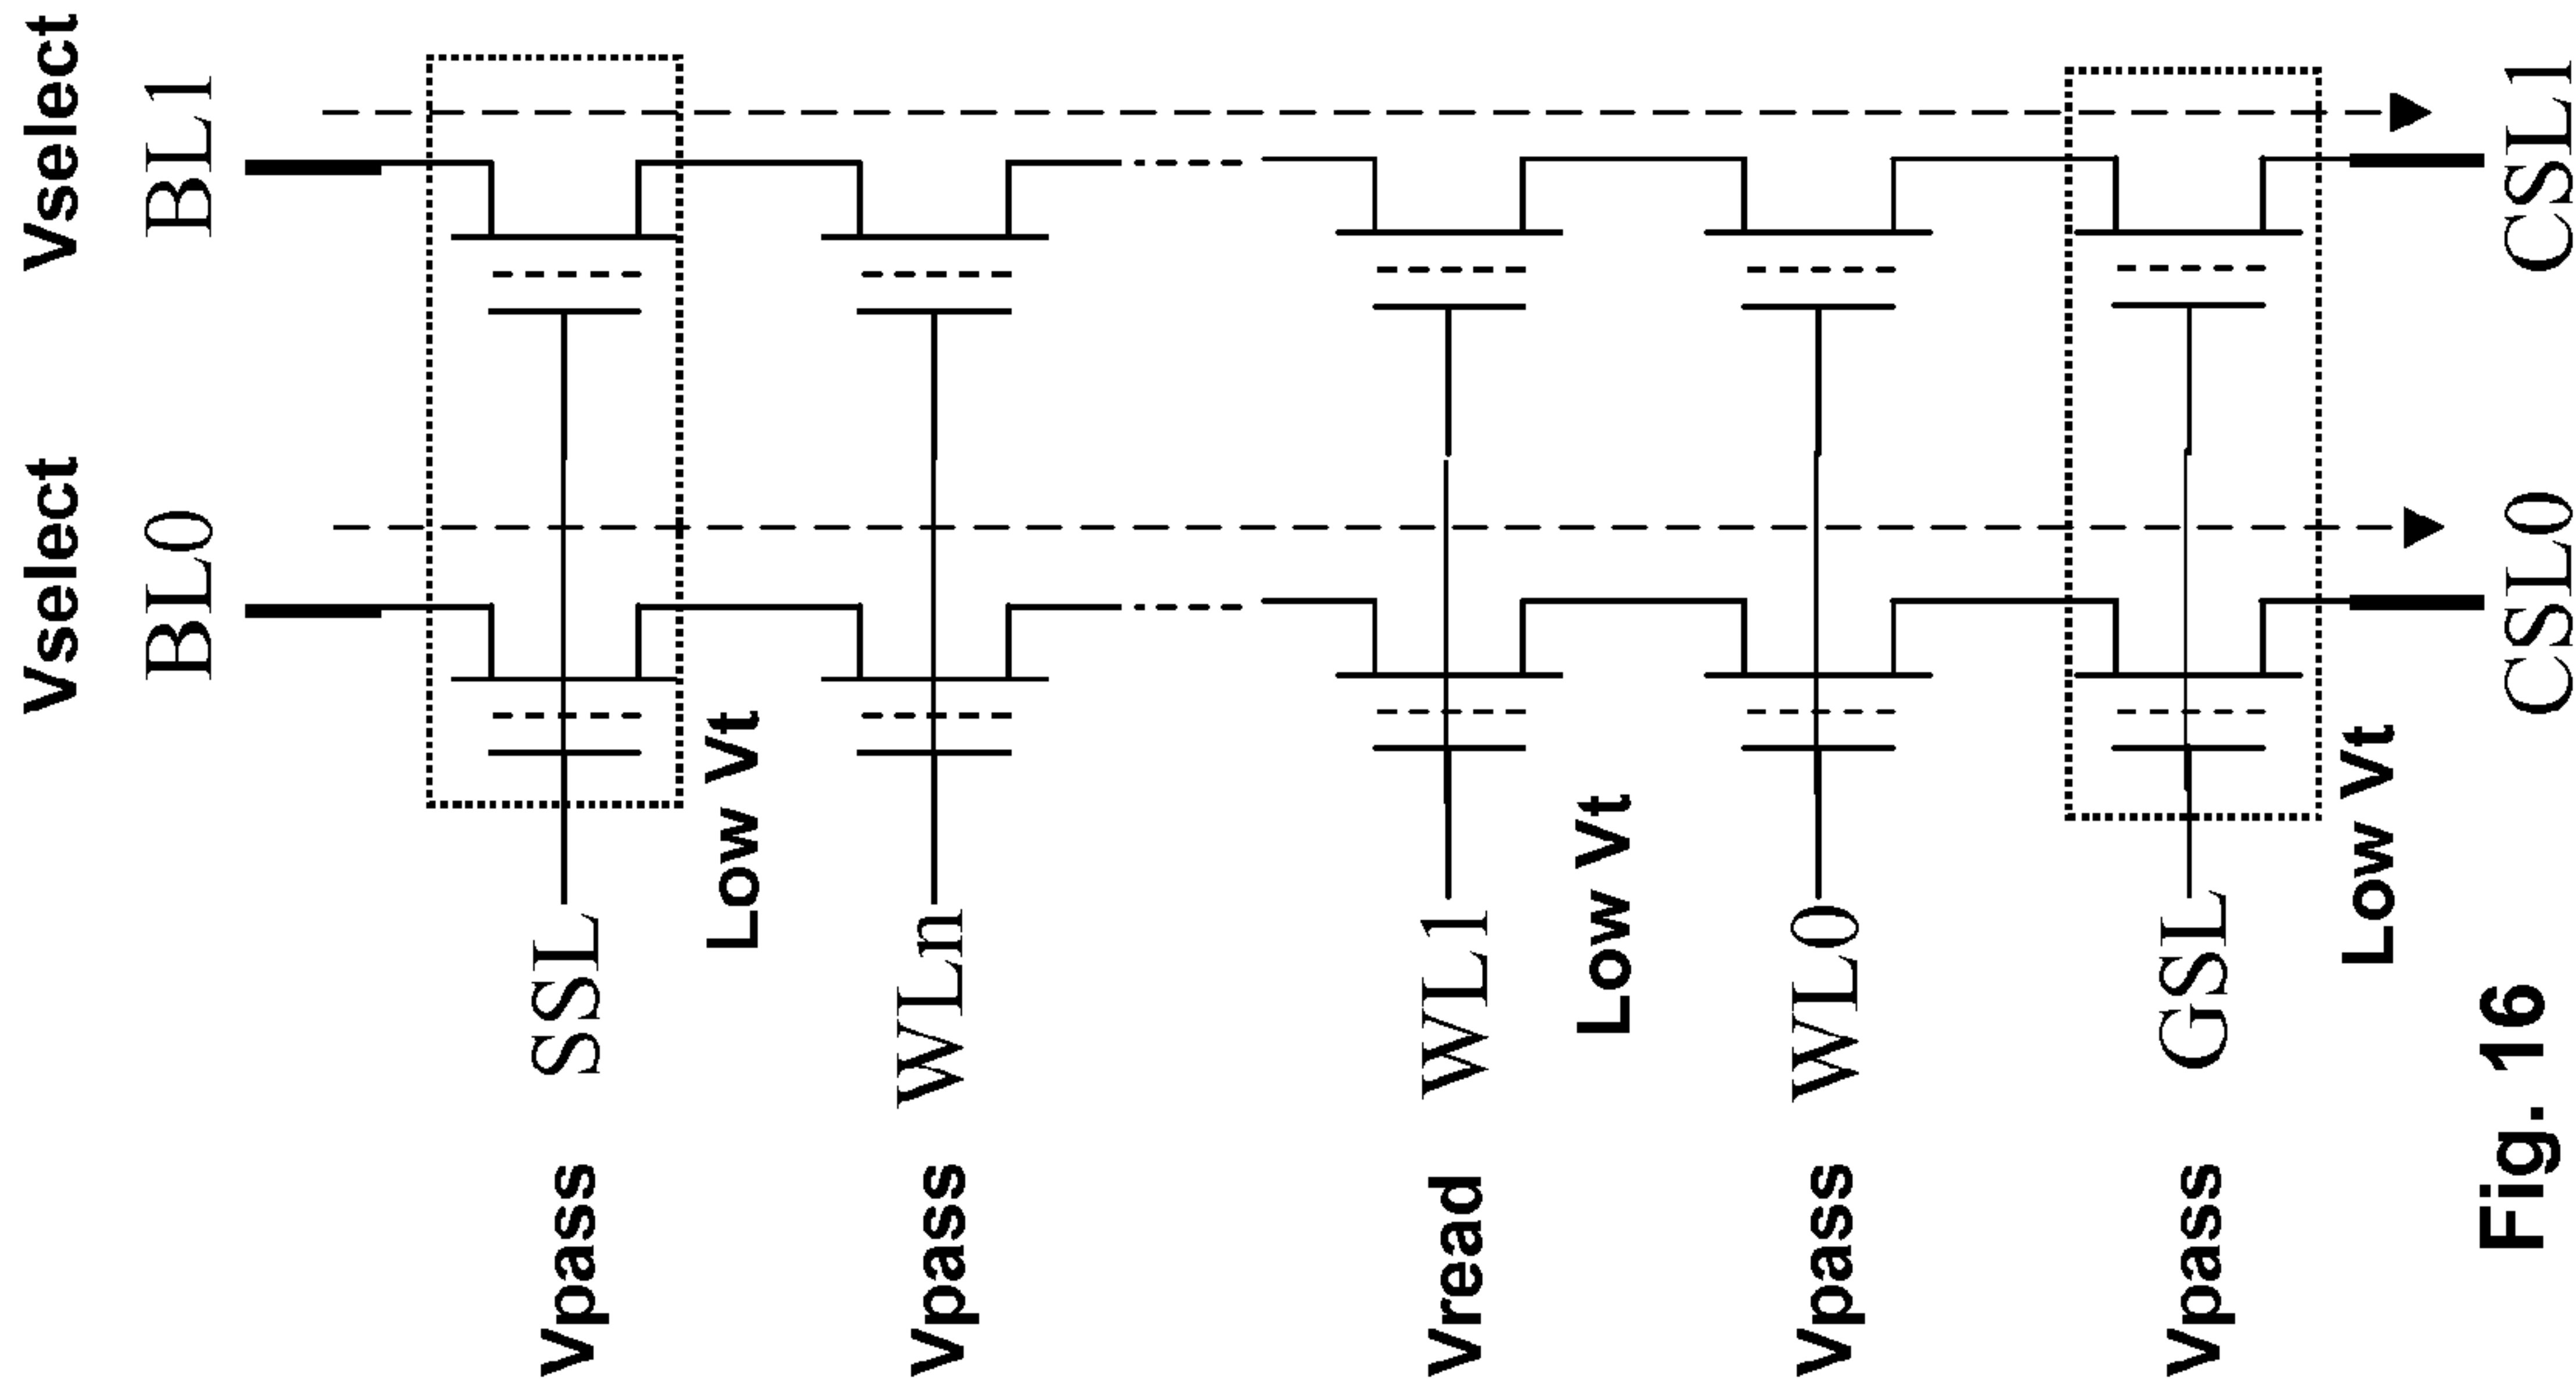 Vselect Vselect
BL0 BL1
Vpass SSL
Low Vt
Vpass WLn
Vread WL1
Low Vt
Vpass WL0
Vpass GSL
Low Vt
CSL0 CSL1
Fig. 16